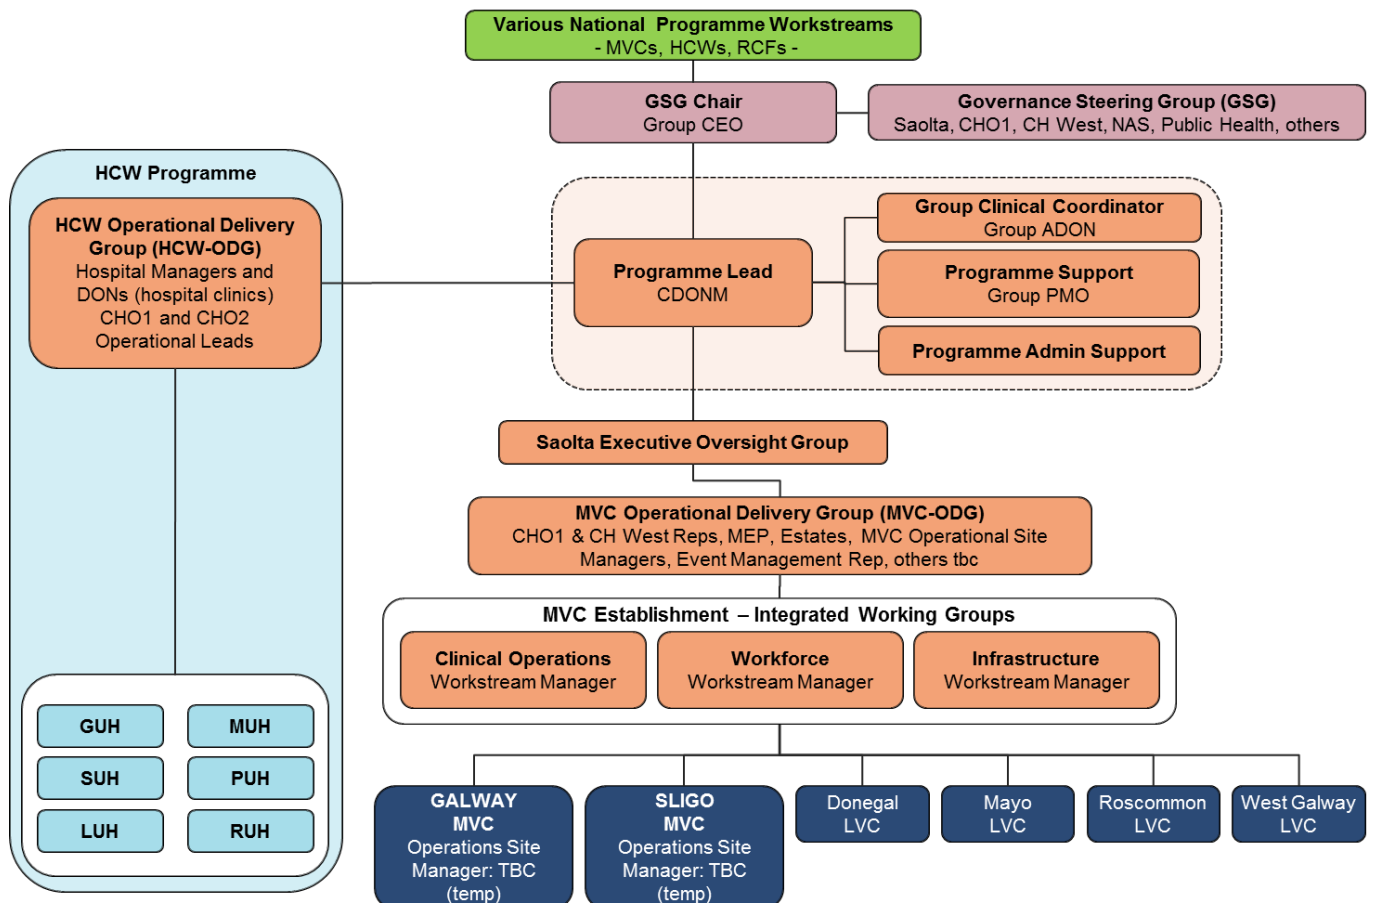 Various National Programme Workstreams
- MVCs, HCWs, RCFs -
GSG Chair
Group CEO
Governance Steering Group (GSG)
Saolta, CHO1, CH West, NAS, Public Health, others
HCW Programme
HCW Operational Delivery
Group (HCW-ODG)
Hospital Managers and
DONs (hospital clinics)
CHO1 and CHO2
Operational Leads
Programme Lead
CDONM
Group Clinical Coordinator
Group ADON
Programme Support
Group PMO
Programme Admin Support
Saolta Executive Oversight Group
MVC Operational Delivery Group (MVC-ODG)
CHO1 & CH West Reps, MEP, Estates, MVC Operational Site
Managers, Event Management Rep, others tbc
MVC Establishment – Integrated Working Groups
Clinical Operations
Workstream Manager
Workforce
Workstream Manager
Infrastructure
Workstream Manager
GUH
MUH
SUH
PUH
LUH
RUH
GALWAY
MVC
Operations Site
Manager: TBC
(temp)
SLIGO
MVC
Operations Site
Manager: TBC
(temp)
Donegal
LVC
Mayo
LVC
Roscommon
LVC
West Galway
LVC